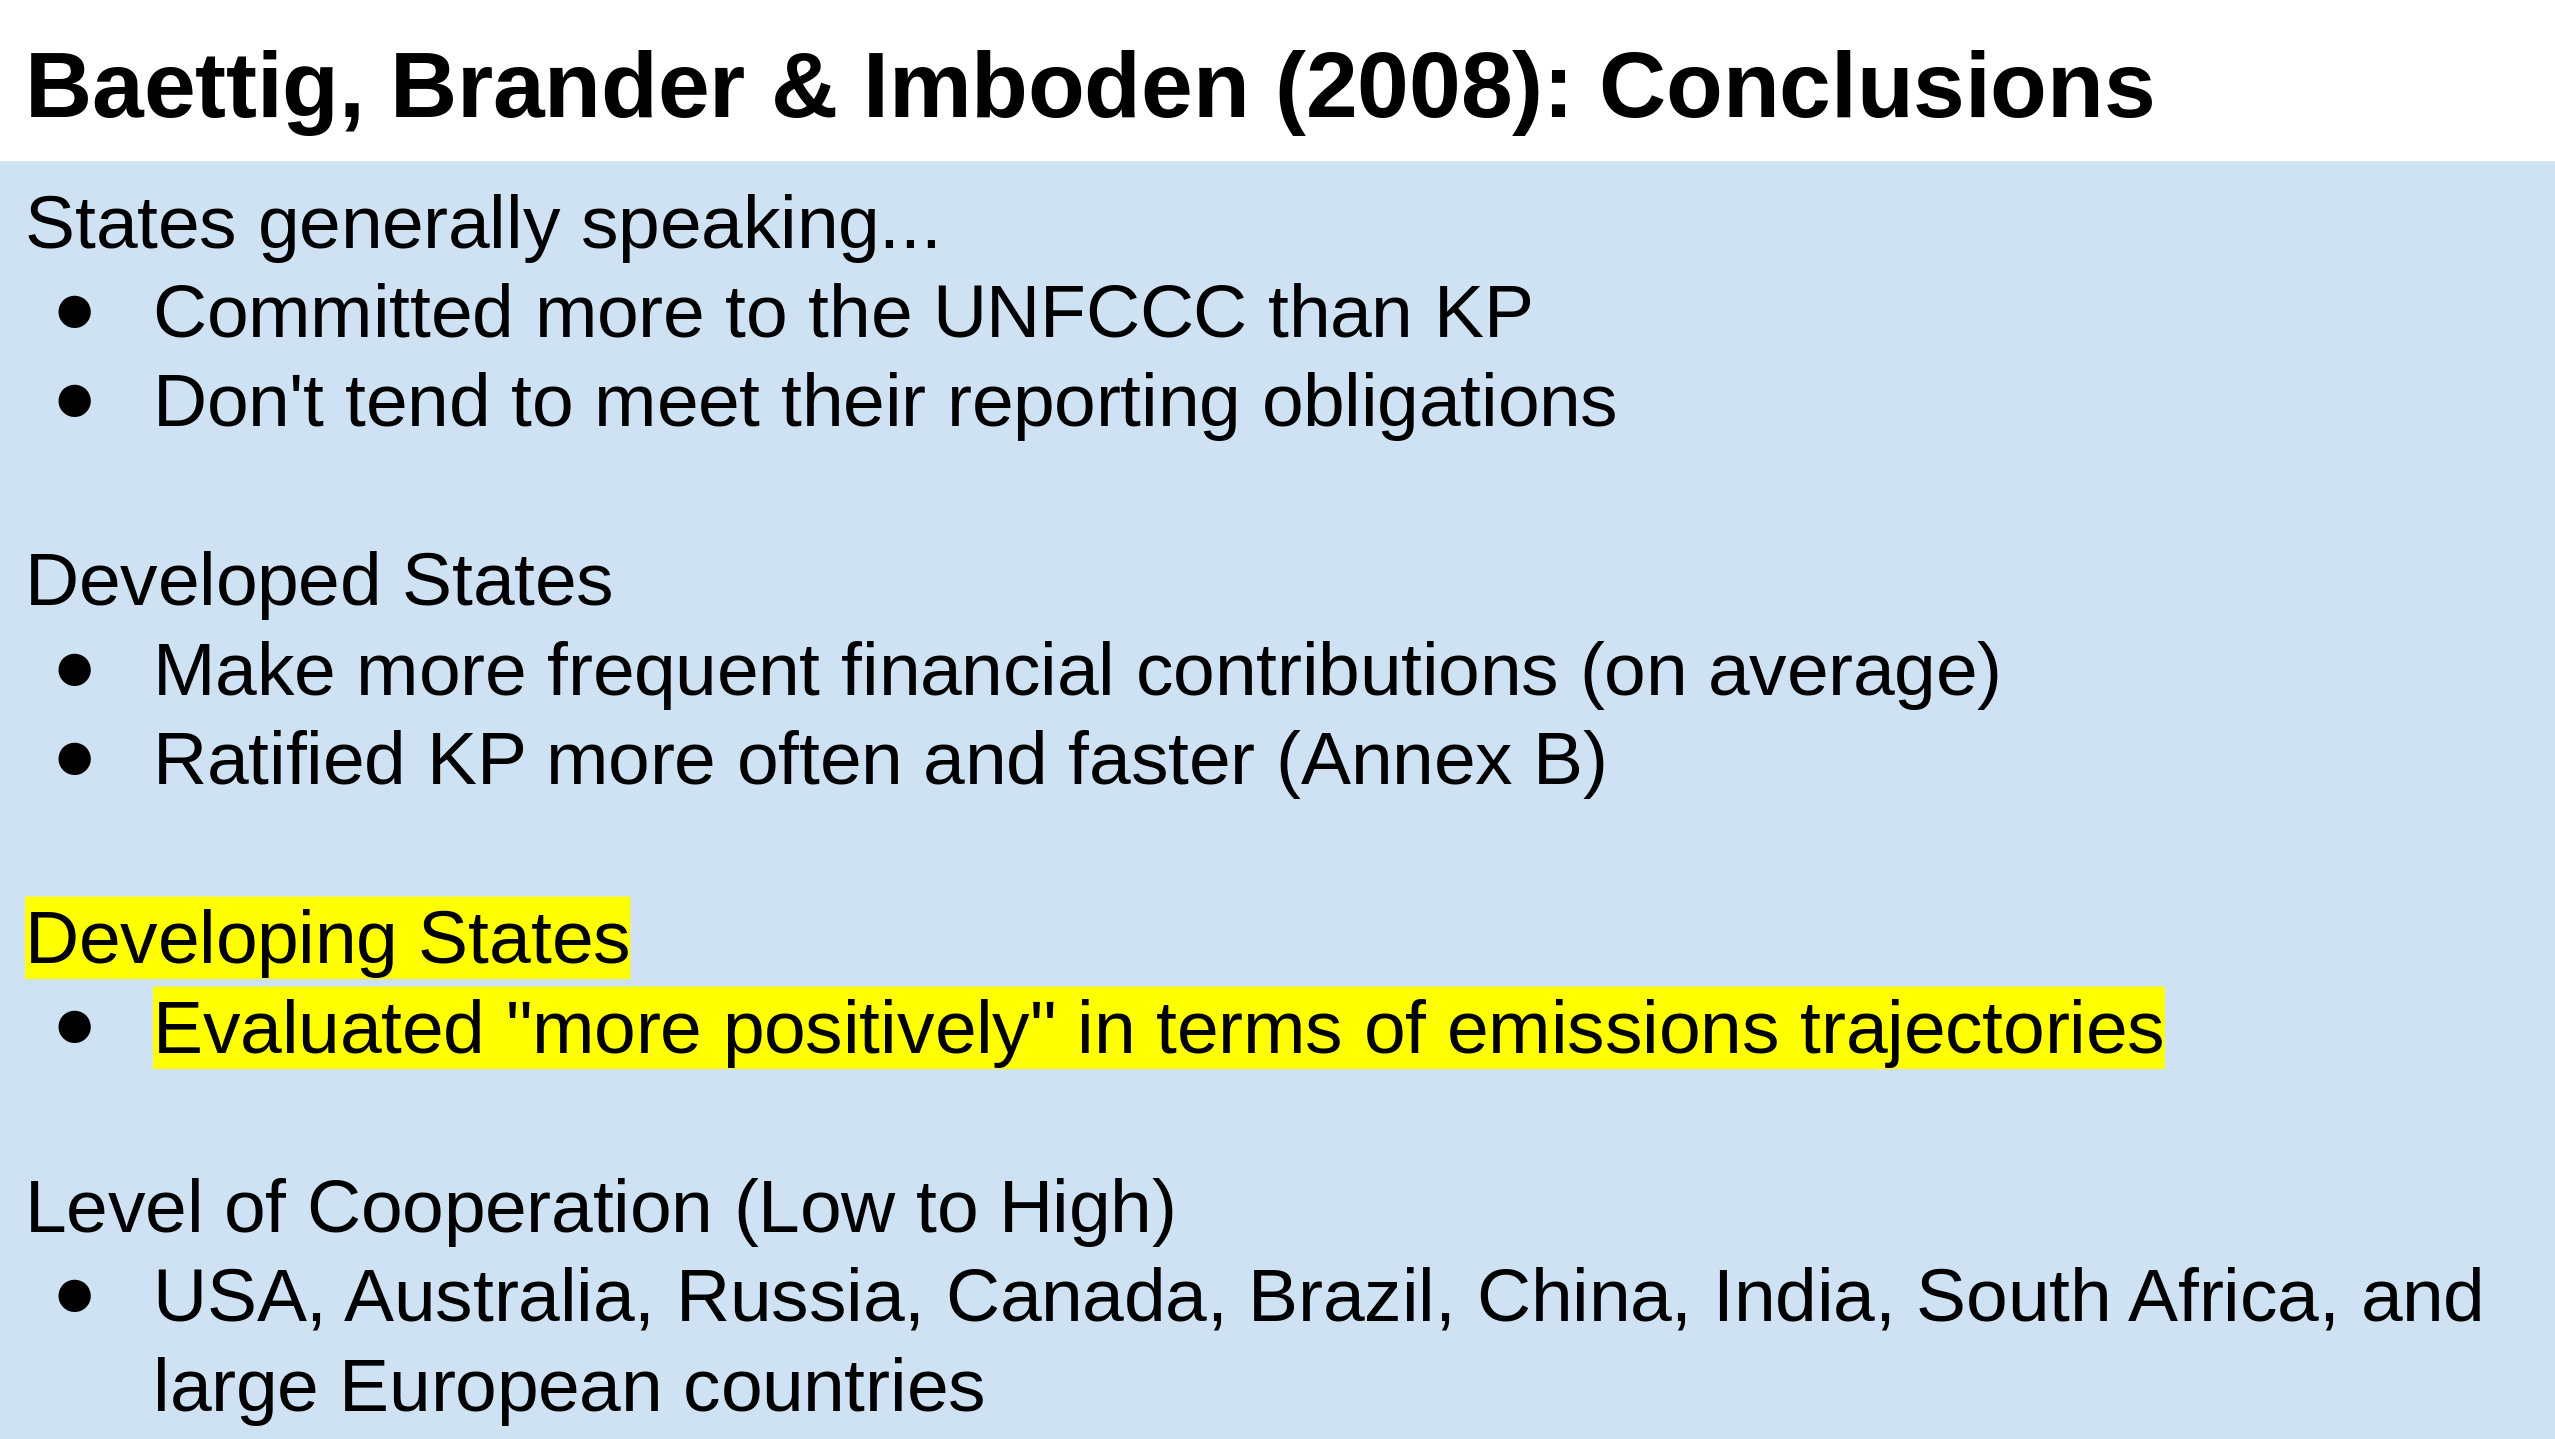 Baettig, Brander & Imboden (2008): Conclusions
States generally speaking...
● Committed more to the UNFCCC than KP
● Don't tend to meet their reporting obligations
Developed States
● Make more frequent financial contributions (on average)
● Ratified KP more often and faster (Annex B)
Developing States
● Evaluated "more positively" in terms of emissions trajectories
Level of Cooperation (Low to High)
● USA, Australia, Russia, Canada, Brazil, China, India, South Africa, and
large European countries